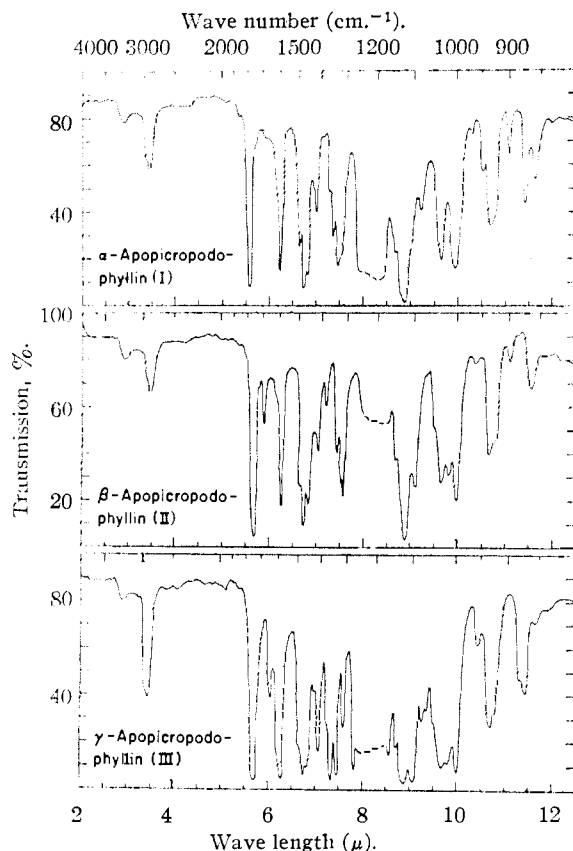 Wave number (cm.⁻¹).
4000 3000 2000 1500 1200 1000 900
80
40
α-Apopicropodo-
phyllin (I)
100
60
20
β-Apopicropodo-
phyllin (II)
Transmission, %.
80
40
γ-Apopicropodo-
phyllin (III)
2 4 6 8 10 12
Wave length (μ).